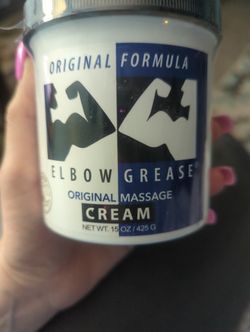 ORIGINAL FORMULA
ELBOW GREASE®
ORIGINAL MASSAGE
CREAM
NET WT. 15 OZ / 425 G